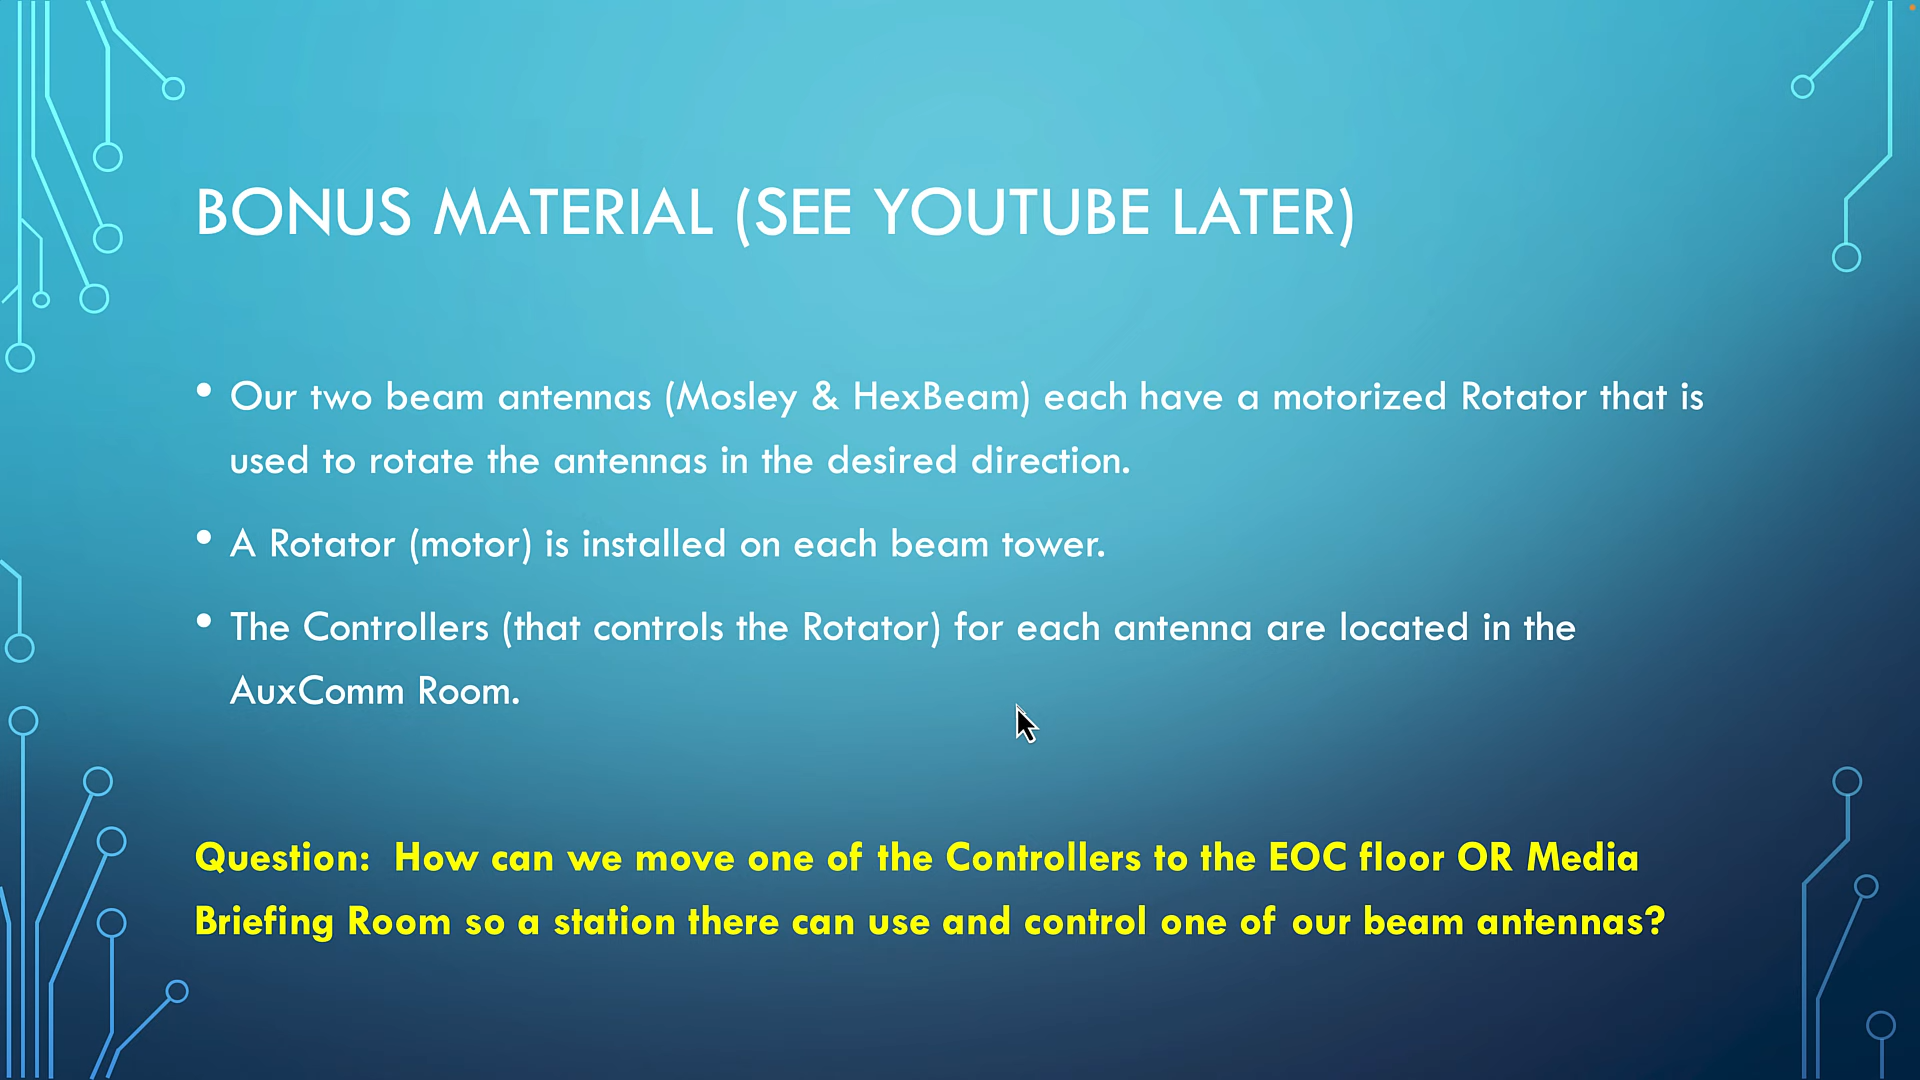 BONUS MATERIAL (SEE YOUTUBE LATER)
• Our two beam antennas (Mosley & HexBeam) each have a motorized Rotator that is
used to rotate the antennas in the desired direction.
• A Rotator (motor) is installed on each beam tower.
• The Controllers (that controls the Rotator) for each antenna are located in the
AuxComm Room.
Question:  How can we move one of the Controllers to the EOC floor OR Media
Briefing Room so a station there can use and control one of our beam antennas?